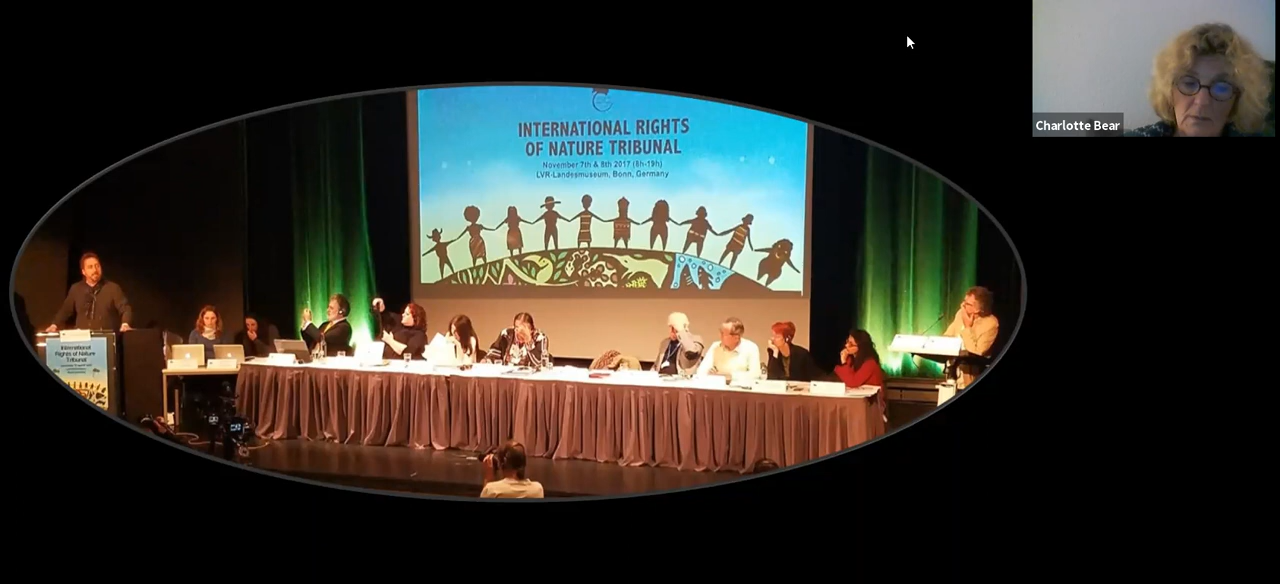 INTERNATIONAL RIGHTS
OF NATURE TRIBUNAL
November 7th & 8th 2017 (8h-19h)
LVR-Landesmuseum, Bonn, Germany
International
Rights of Nature
Tribunal
Charlotte Bear